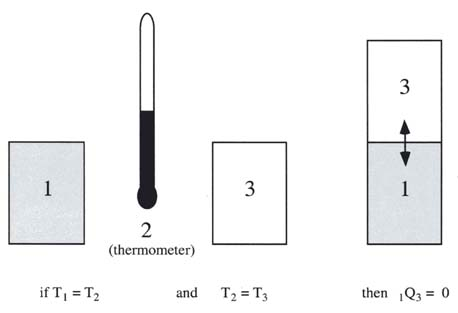 3
1
3
1
2
(thermometer)
if T₁ = T₂ and T₂ = T₃ then ₁Q₃ = 0